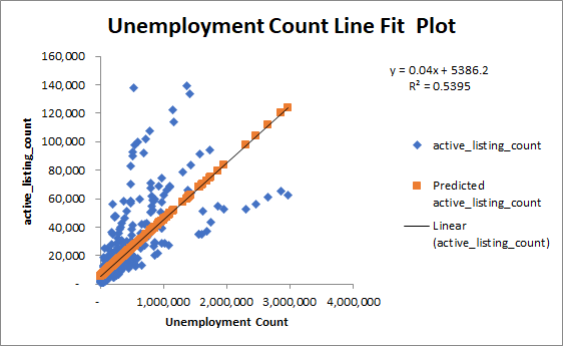 Unemployment Count Line Fit Plot
160,000
140,000
120,000
100,000
80,000
60,000
40,000
20,000
-
active_listing_count
-
1,000,000
2,000,000
3,000,000
4,000,000
Unemployment Count
y = 0.04x + 5386.2
R² = 0.5395
active_listing_count
Predicted
active_listing_count
Linear
(active_listing_count)